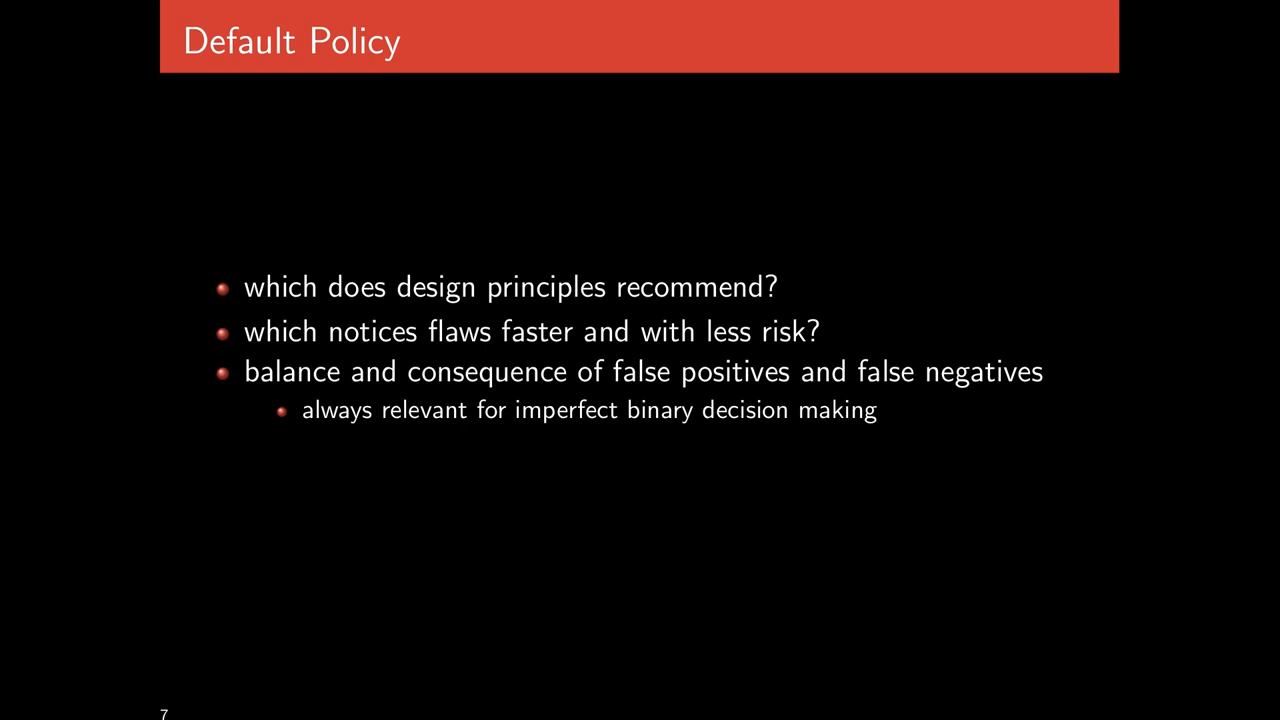 Default Policy
which does design principles recommend?
which notices flaws faster and with less risk?
balance and consequence of false positives and false negatives
always relevant for imperfect binary decision making
7